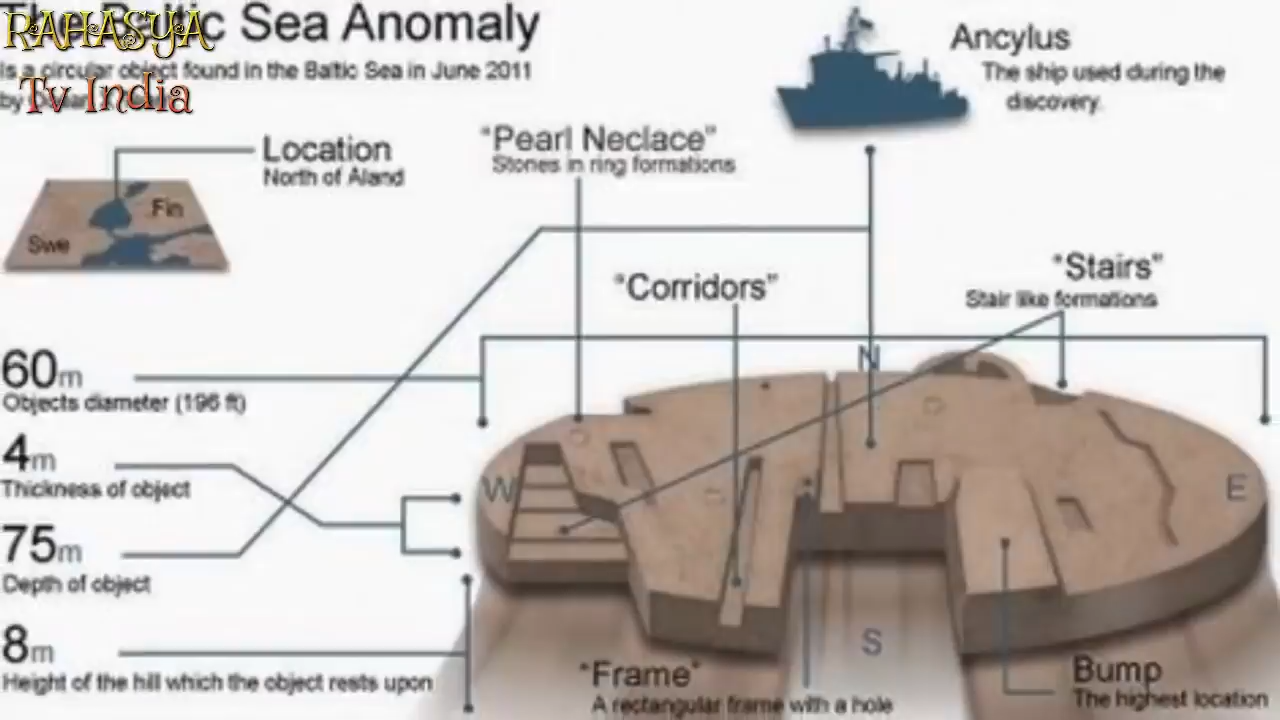 The Baltic Sea Anomaly
RAHASYA
Is a circular object found in the Baltic Sea in June 2011
by
Tv India
Ancylus
The ship used during the
discovery.
Location
North of Aland
Fin
Swe
“Pearl Neclace”
Stones in ring formations
“Corridors”
“Stairs”
Stair like formations
60m
Objects diameter (196 ft)
4m
Thickness of object
75m
Depth of object
8m
Height of the hill which the object rests upon
N
W
E
S
“Frame”
A rectangular frame with a hole
Bump
The highest location